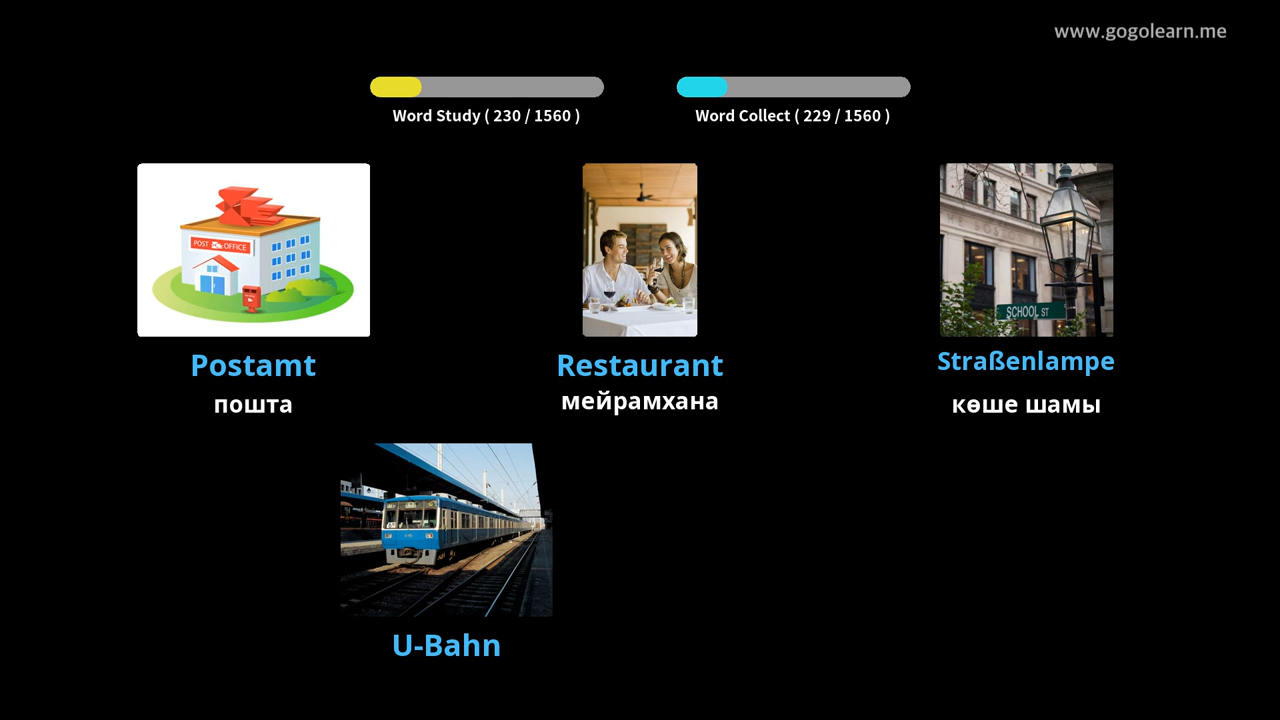 www.gogolearn.me
Word Study ( 230 / 1560 )
Word Collect ( 229 / 1560 )
POST OFFICE
SCHOOL ST
Postamt
Restaurant
Straßenlampe
пошта
мейрамхана
көше шамы
U-Bahn